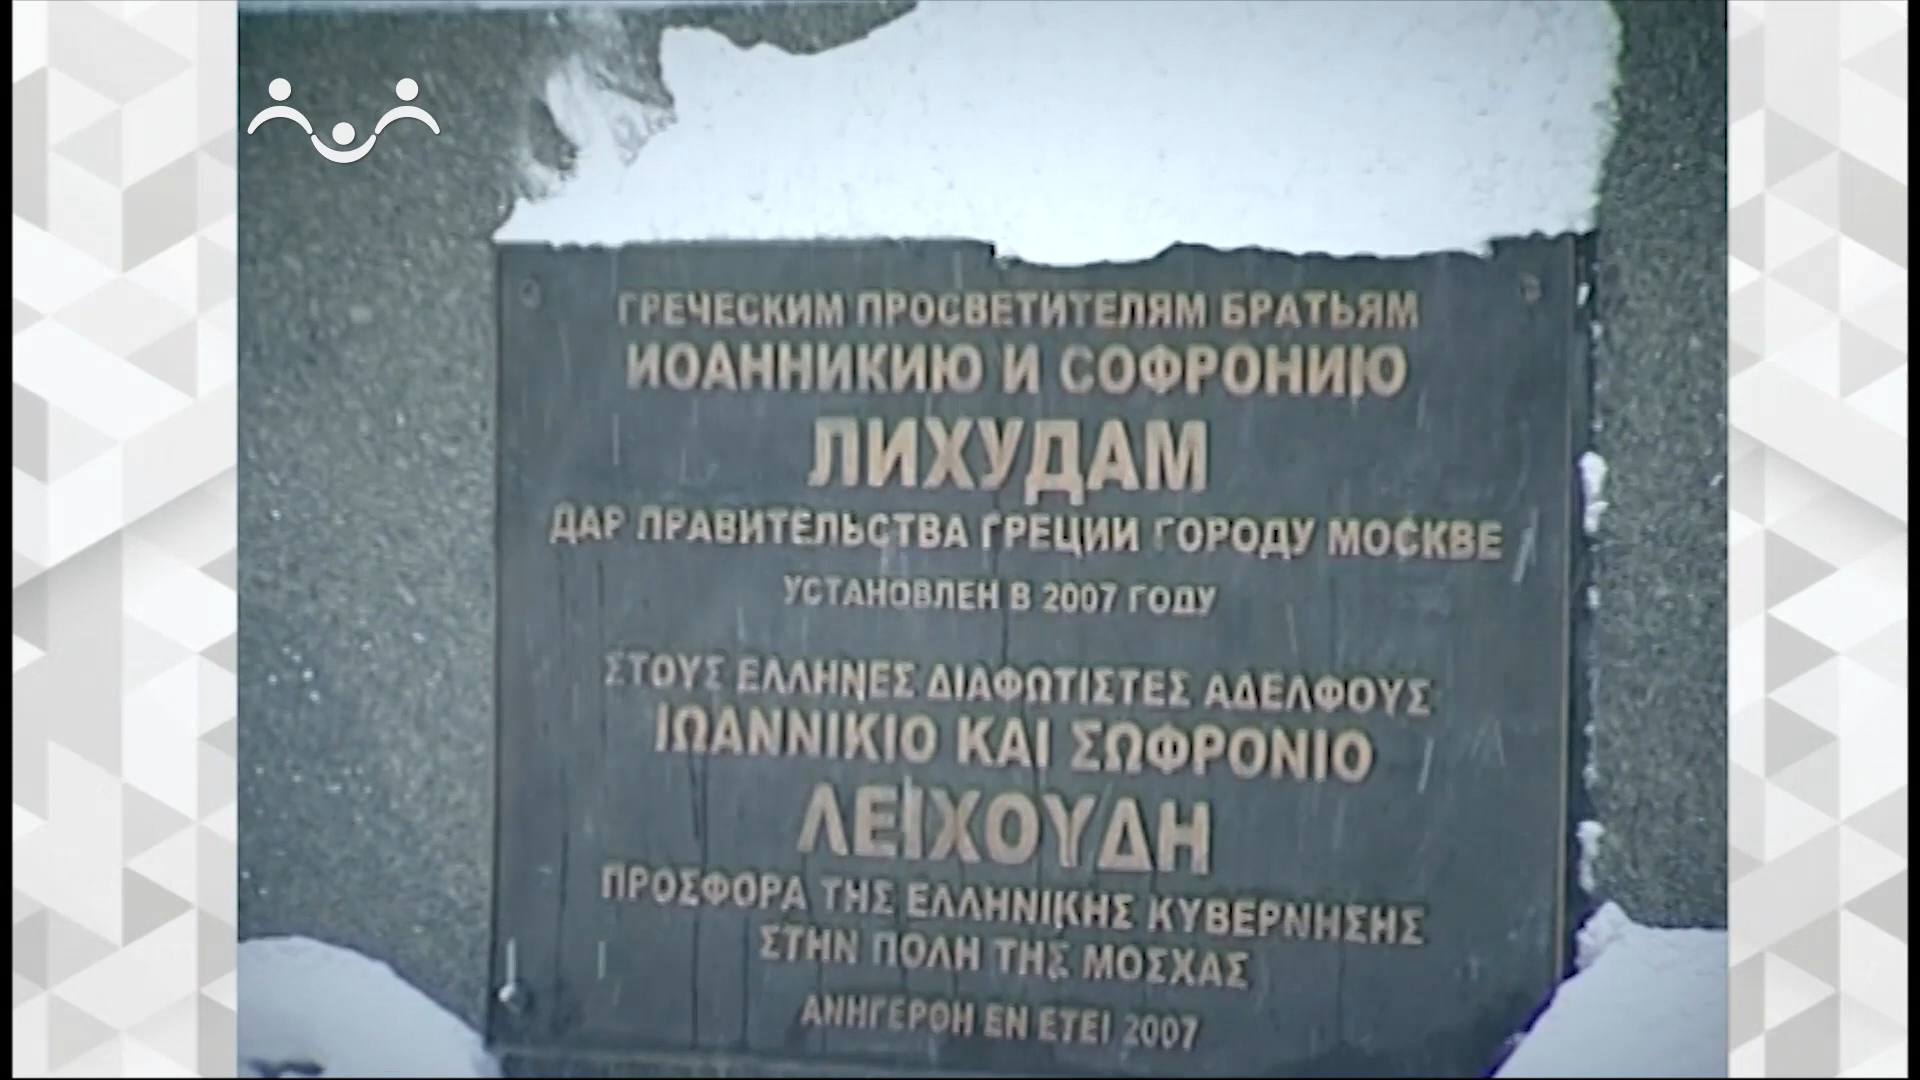 ГРЕЧЕСКИМ ПРОСВЕТИТЕЛЯМ БРАТЬЯМ
ИОАННИКИЮ И СОФРОНИЮ
ЛИХУДАМ
ДАР ПРАВИТЕЛЬСТВА ГРЕЦИИ ГОРОДУ МОСКВЕ
УСТАНОВЛЕН В 2007 ГОДУ
ΣΤΟΥΣ ΕΛΛΗΝΕΣ ΔΙΑΦΩΤΙΣΤΕΣ ΑΔΕΛΦΟΥΣ
ΙΩΑΝΝΙΚΙΟ ΚΑΙ ΣΩΦΡΟΝΙΟ
ΛΕΙΧΟΥΔΗ
ΠΡΟΣΦΟΡΑ ΤΗΣ ΕΛΛΗΝΙΚΗΣ ΚΥΒΕΡΝΗΣΗΣ
ΣΤΗΝ ΠΟΛΗ ΤΗΣ ΜΟΣΧΑΣ
ΑΝΗΓΕΡΘΗ ΕΝ ΕΤΕΙ 2007